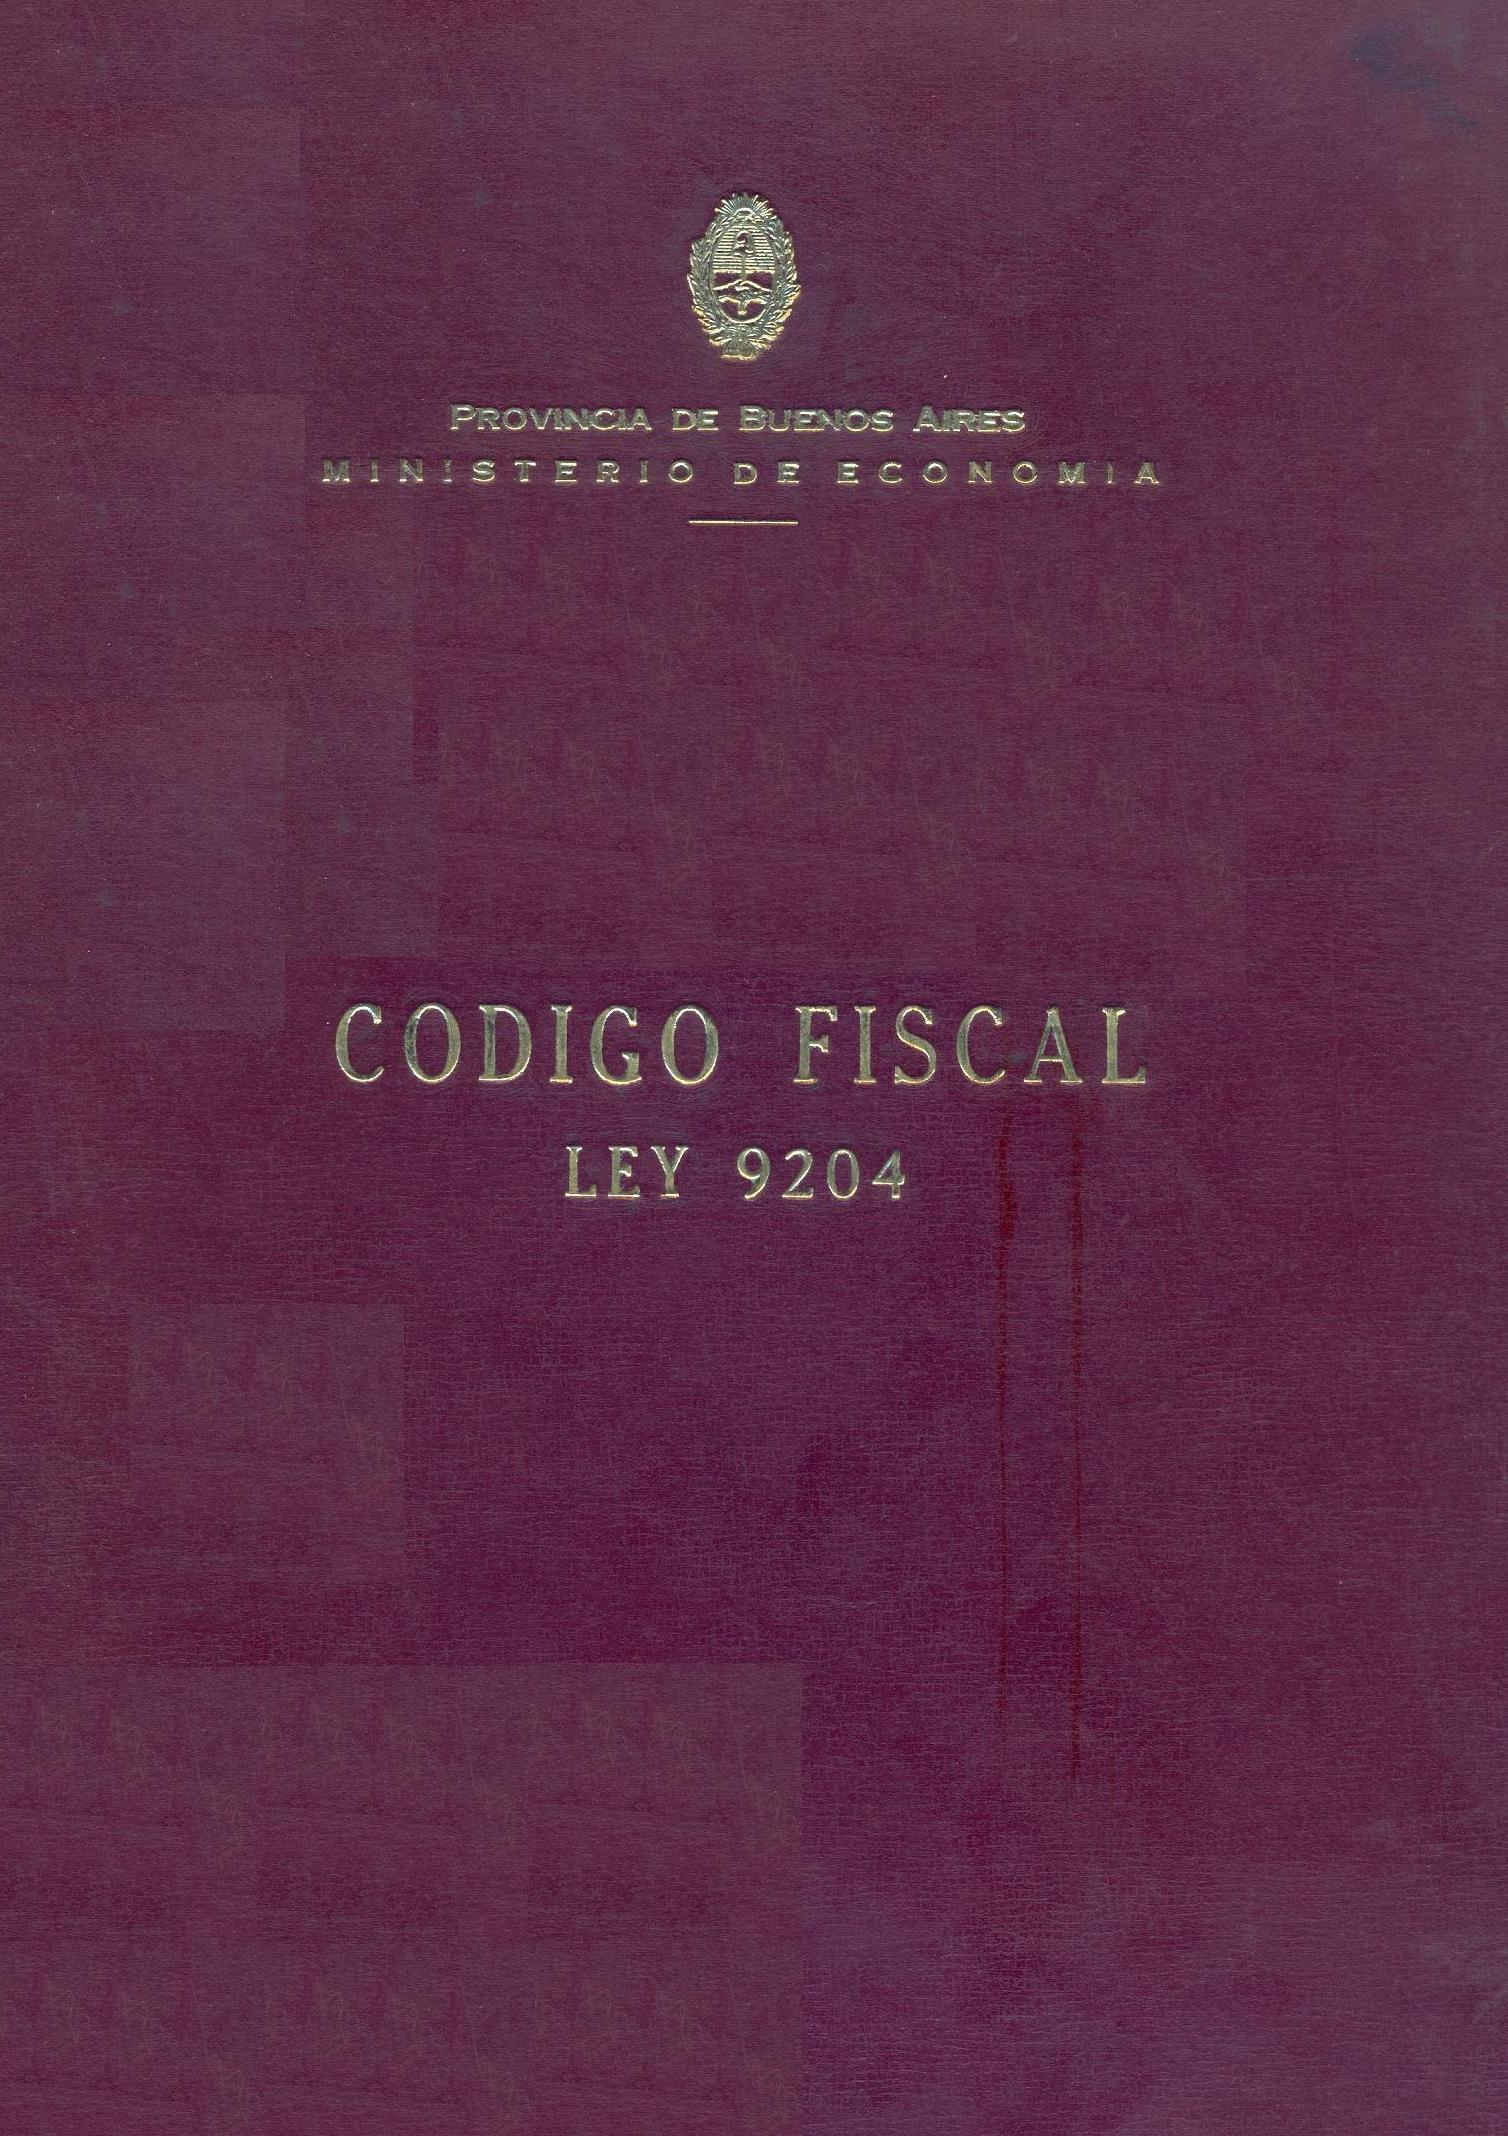 PROVINCIA DE BUENOS AIRES
MINISTERIO DE ECONOMIA
CODIGO FISCAL
LEY 9204